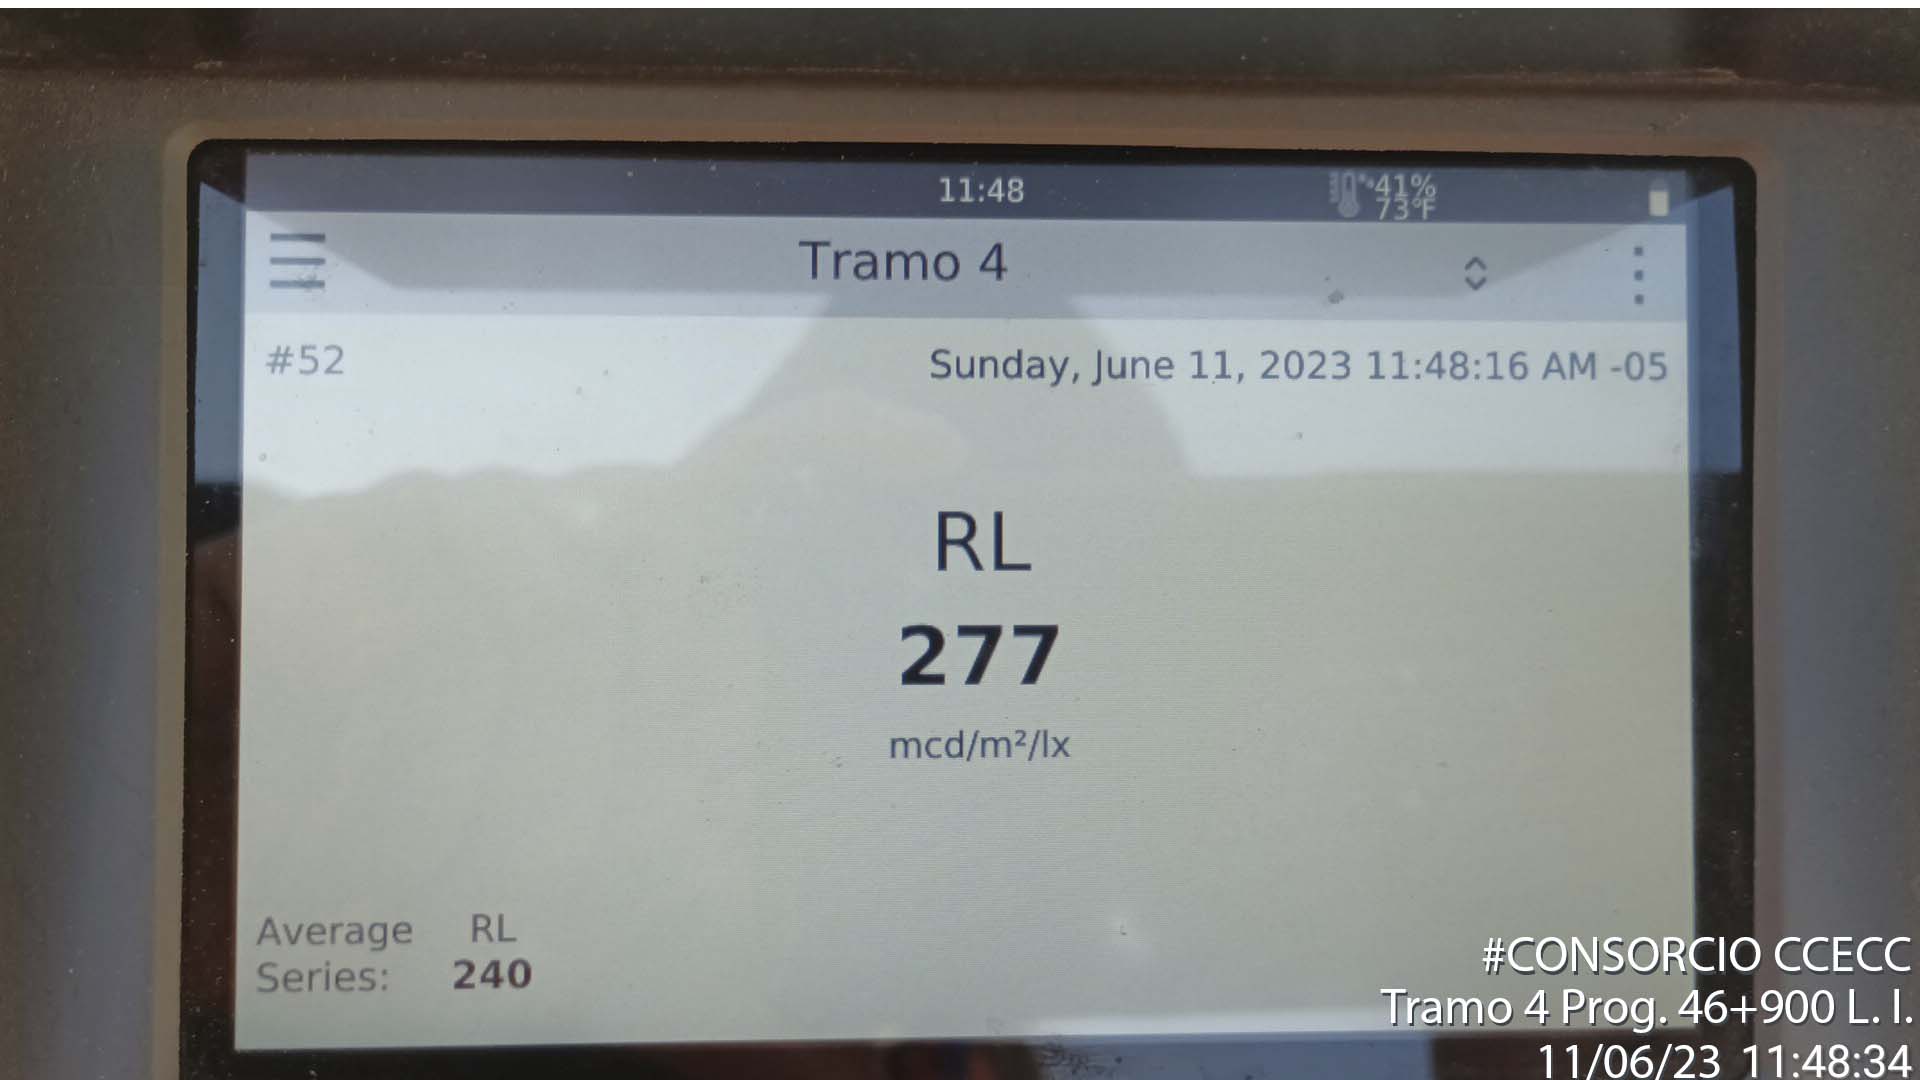 11:48
41%
73°F
Tramo 4
#52
Sunday, June 11, 2023 11:48:16 AM -05
RL
277
mcd/m²/lx
Average RL
Series: 240
#CONSORCIO CCECC
Tramo 4 Prog. 46+900 L. I.
11/06/23 11:48:34